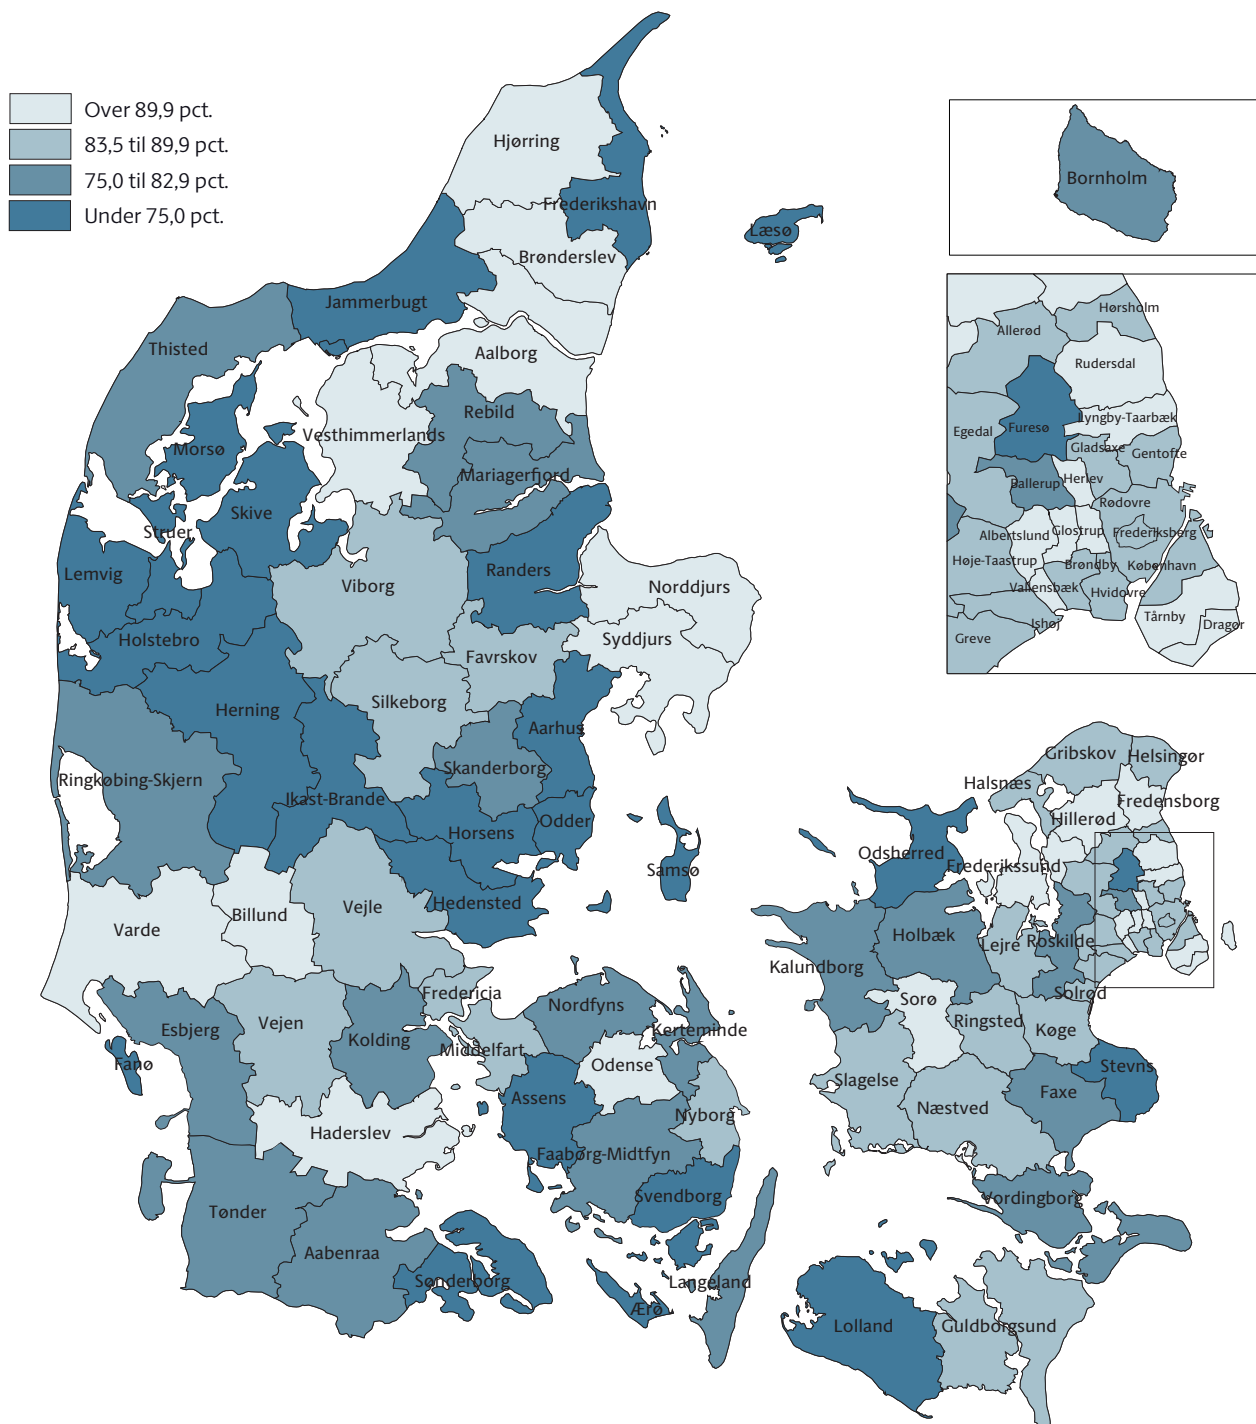 Over 89,9 pct.
83,5 til 89,9 pct.
75,0 til 82,9 pct.
Under 75,0 pct.
Hjørring
Frederikshavn
Læsø
Brønderslev
Jammerbugt
Thisted
Aalborg
Rebild
Vesthimmerlands
Morsø
Mariagerfjord
Skive
Struer
Lemvig
Viborg
Randers
Norddjurs
Holstebro
Syddjurs
Favrskov
Silkeborg
Herning
Aarhus
Skanderborg
Ringkøbing-Skjern
Ikast-Brande
Horsens
Odder
Samsø
Hedensted
Billund
Vejle
Varde
Fredericia
Esbjerg
Vejen
Kolding
Fanø
Haderslev
Tønder
Aabenraa
Sønderborg
Nordfyns
Kerteminde
Middelfart
Odense
Assens
Nyborg
Faaborg-Midtfyn
Svendborg
Langeland
Ærø
Bornholm
Hørsholm
Allerød
Rudersdal
Lyngby-Taarbæk
Egedal
Furesø
Gladsaxe
Gentofte
Ballerup
Herlev
Rødovre
Albertslund
Glostrup
Frederiksberg
Høje-Taastrup
Brøndby
København
Vallensbæk
Hvidovre
Tårnby
Dragør
Ishøj
Greve
Gribskov
Helsingør
Halsnæs
Fredensborg
Hillerød
Odsherred
Frederikssund
Holbæk
Lejre
Roskilde
Kalundborg
Solrød
Sorø
Ringsted
Køge
Stevns
Slagelse
Næstved
Faxe
Vordingborg
Lolland
Guldborgsund